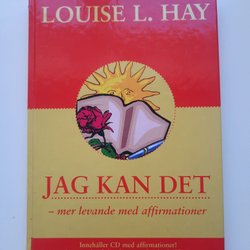 LOUISE L. HAY
JAG KAN DET
– mer levande med affirmationer
Innehåller CD med affirmationer!